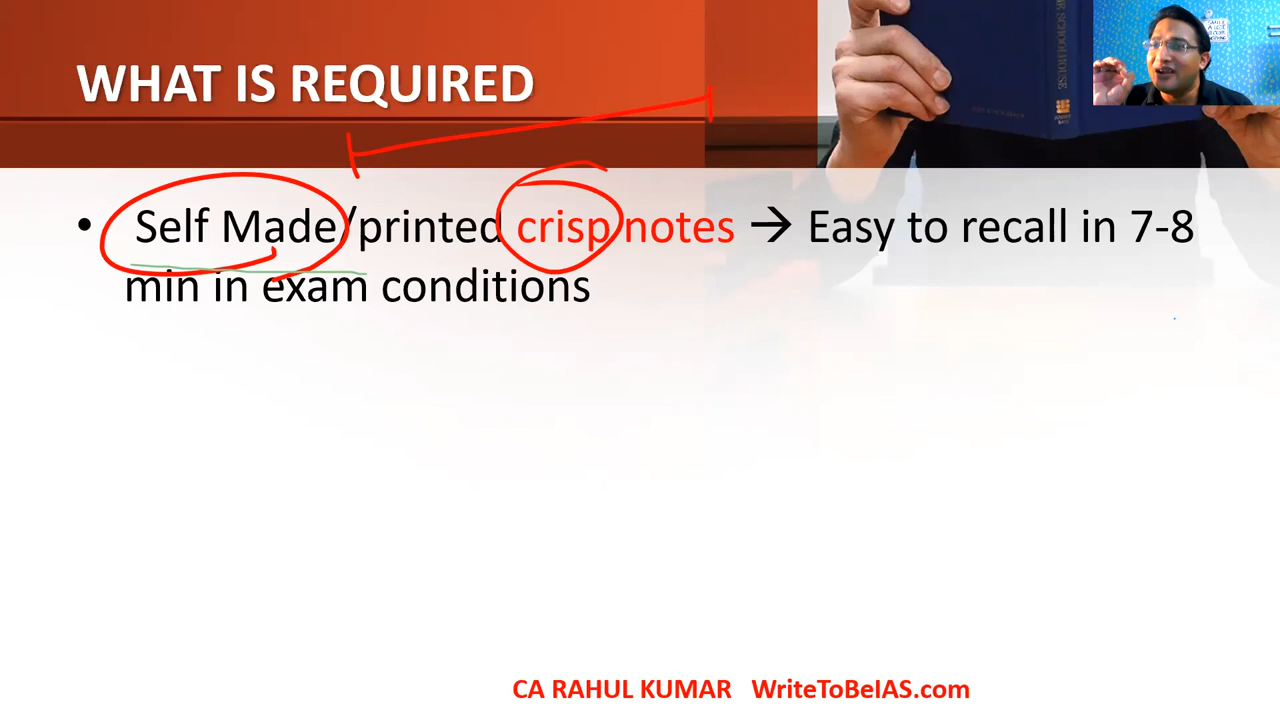 WHAT IS REQUIRED
• Self Made/printed crisp notes → Easy to recall in 7-8
min in exam conditions
CA RAHUL KUMAR WriteToBeIAS.com